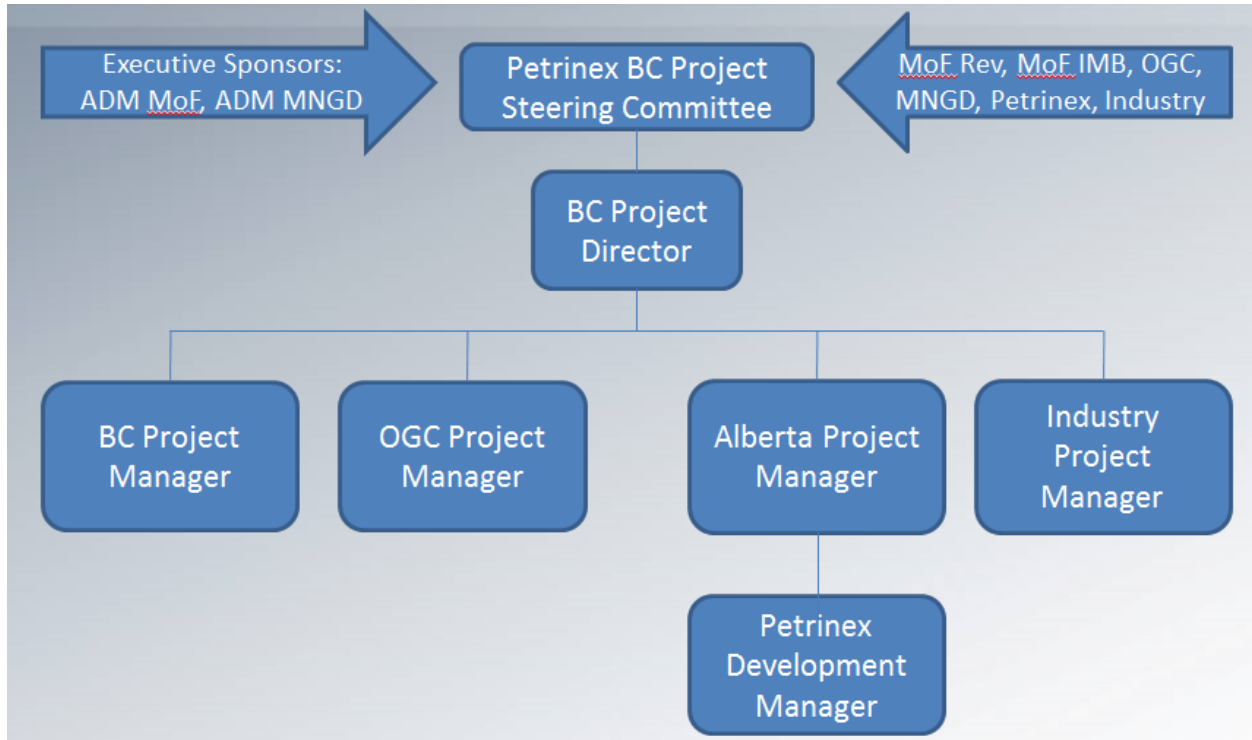 Executive Sponsors:
ADM MoF, ADM MNGD
Petrinex BC Project
Steering Committee
MoF Rev, MoF IMB, OGC,
MNGD, Petrinex, Industry
BC Project
Director
BC Project
Manager
OGC Project
Manager
Alberta Project
Manager
Industry
Project
Manager
Petrinex
Development
Manager